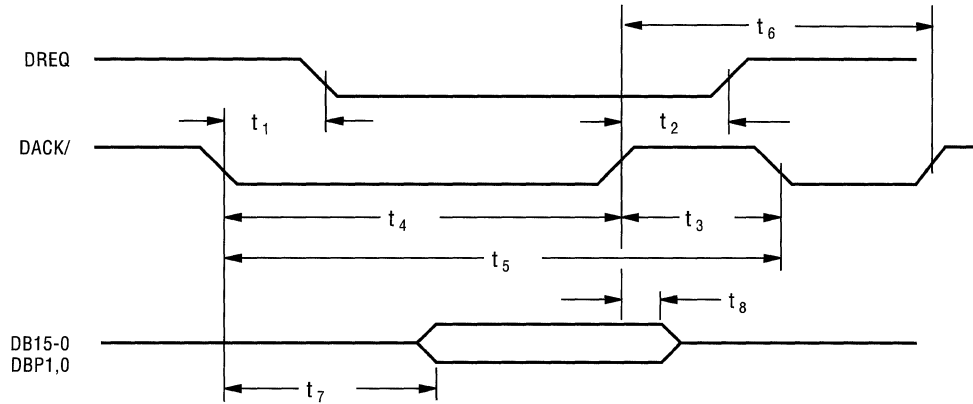 t6
DREQ
t1
t2
DACK/
t4
t3
t5
t8
DB15-0
DBP1,0
t7